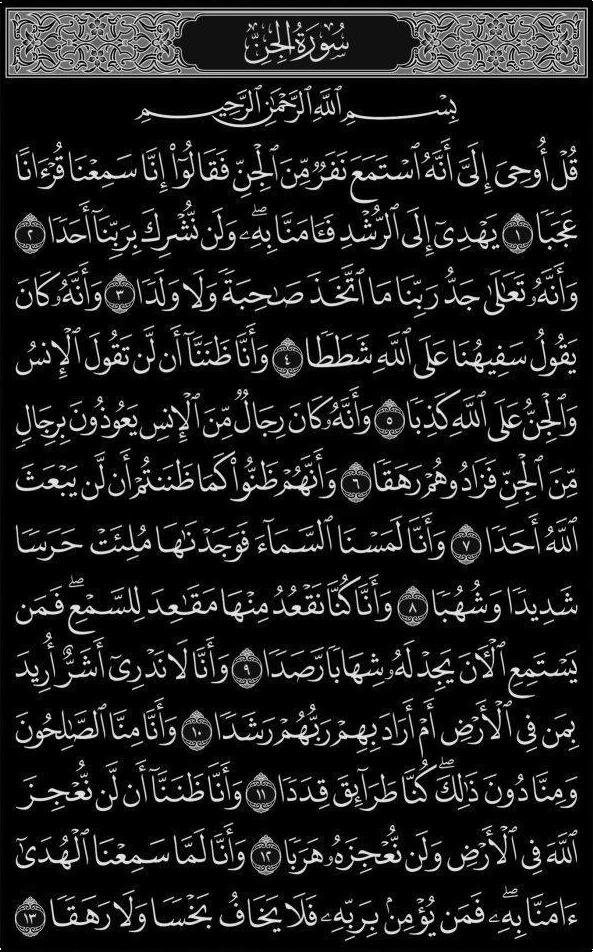 سُورَةُ الجِنِّ
بِسْمِ ٱللَّهِ ٱلرَّحْمَٰنِ ٱلرَّحِيمِ
قُلْ أُوحِىَ إِلَىَّ أَنَّهُ ٱسْتَمَعَ نَفَرٌ مِّنَ ٱلْجِنِّ فَقَالُوٓا۟ إِنَّا سَمِعْنَا قُرْءَانًا
عَجَبًا ١ يَهْدِىٓ إِلَى ٱلرُّشْدِ فَـَٔامَنَّا بِهِۦ ۖ وَلَن نُّشْرِكَ بِرَبِّنَآ أَحَدًا ٢
وَأَنَّهُۥ تَعَٰلَىٰ جَدُّ رَبِّنَا مَا ٱتَّخَذَ صَٰحِبَةً وَلَا وَلَدًا ٣ وَأَنَّهُۥ كَانَ
يَقُولُ سَفِيهُنَا عَلَى ٱللَّهِ شَطَطًا ٤ وَأَنَّا ظَنَنَّآ أَن لَّن تَقُولَ ٱلْإِنسُ
وَٱلْجِنُّ عَلَى ٱللَّهِ كَذِبًا ٥ وَأَنَّهُۥ كَانَ رِجَالٌ مِّنَ ٱلْإِنسِ يَعُوذُونَ بِرِجَالٍ
مِّنَ ٱلْجِنِّ فَزَادُوهُمْ رَهَقًا ٦ وَأَنَّهُمْ ظَنُّوا۟ كَمَا ظَنَنتُمْ أَن لَّن يَبْعَثَ
ٱللَّهُ أَحَدًا ٧ وَأَنَّا لَمَسْنَا ٱلسَّمَآءَ فَوَجَدْنَٰهَا مُلِئَتْ حَرَسًا
شَدِيدًا وَشُهُبًا ٨ وَأَنَّا كُنَّا نَقْعُدُ مِنْهَا مَقَٰعِدَ لِلسَّمْعِ ۖ فَمَن
يَسْتَمِعِ ٱلْـَٔانَ يَجِدْ لَهُۥ شِهَابًا رَّصَدًا ٩ وَأَنَّا لَا نَدْرِىٓ أَشَرٌّ أُرِيدَ
بِمَن فِى ٱلْأَرْضِ أَمْ أَرَادَ بِهِمْ رَبُّهُمْ رَشَدًا ١٠ وَأَنَّا مِنَّا ٱلصَّٰلِحُونَ
وَمِنَّا دُونَ ذَٰلِكَ ۖ كُنَّا طَرَآئِقَ قِدَدًا ١١ وَأَنَّا ظَنَنَّآ أَن لَّن نُّعْجِزَ
ٱللَّهَ فِى ٱلْأَرْضِ وَلَن نُّعْجِزَهُۥ هَرَبًا ١٢ وَأَنَّا لَمَّا سَمِعْنَا ٱلْهُدَىٰٓ
ءَامَنَّا بِهِۦ ۖ فَمَن يُؤْمِنۢ بِرَبِّهِۦ فَلَا يَخَافُ بَخْسًا وَلَا رَهَقًا ١٣